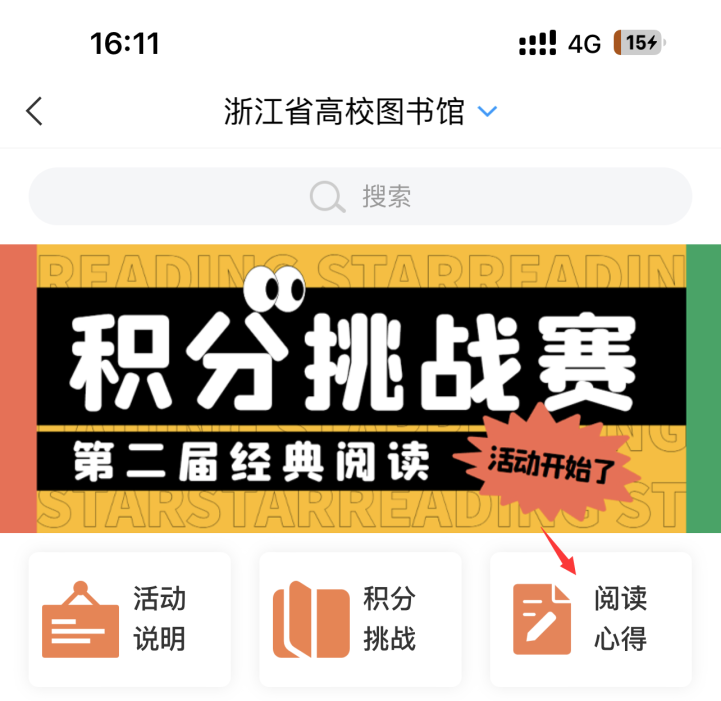 16:11
4G
15
浙江省高校图书馆
搜索
READING STARREADIN
积分挑战赛
第二届经典阅读
活动开始了
STARSTARREADING ST
活动
说明
积分
挑战
阅读
心得